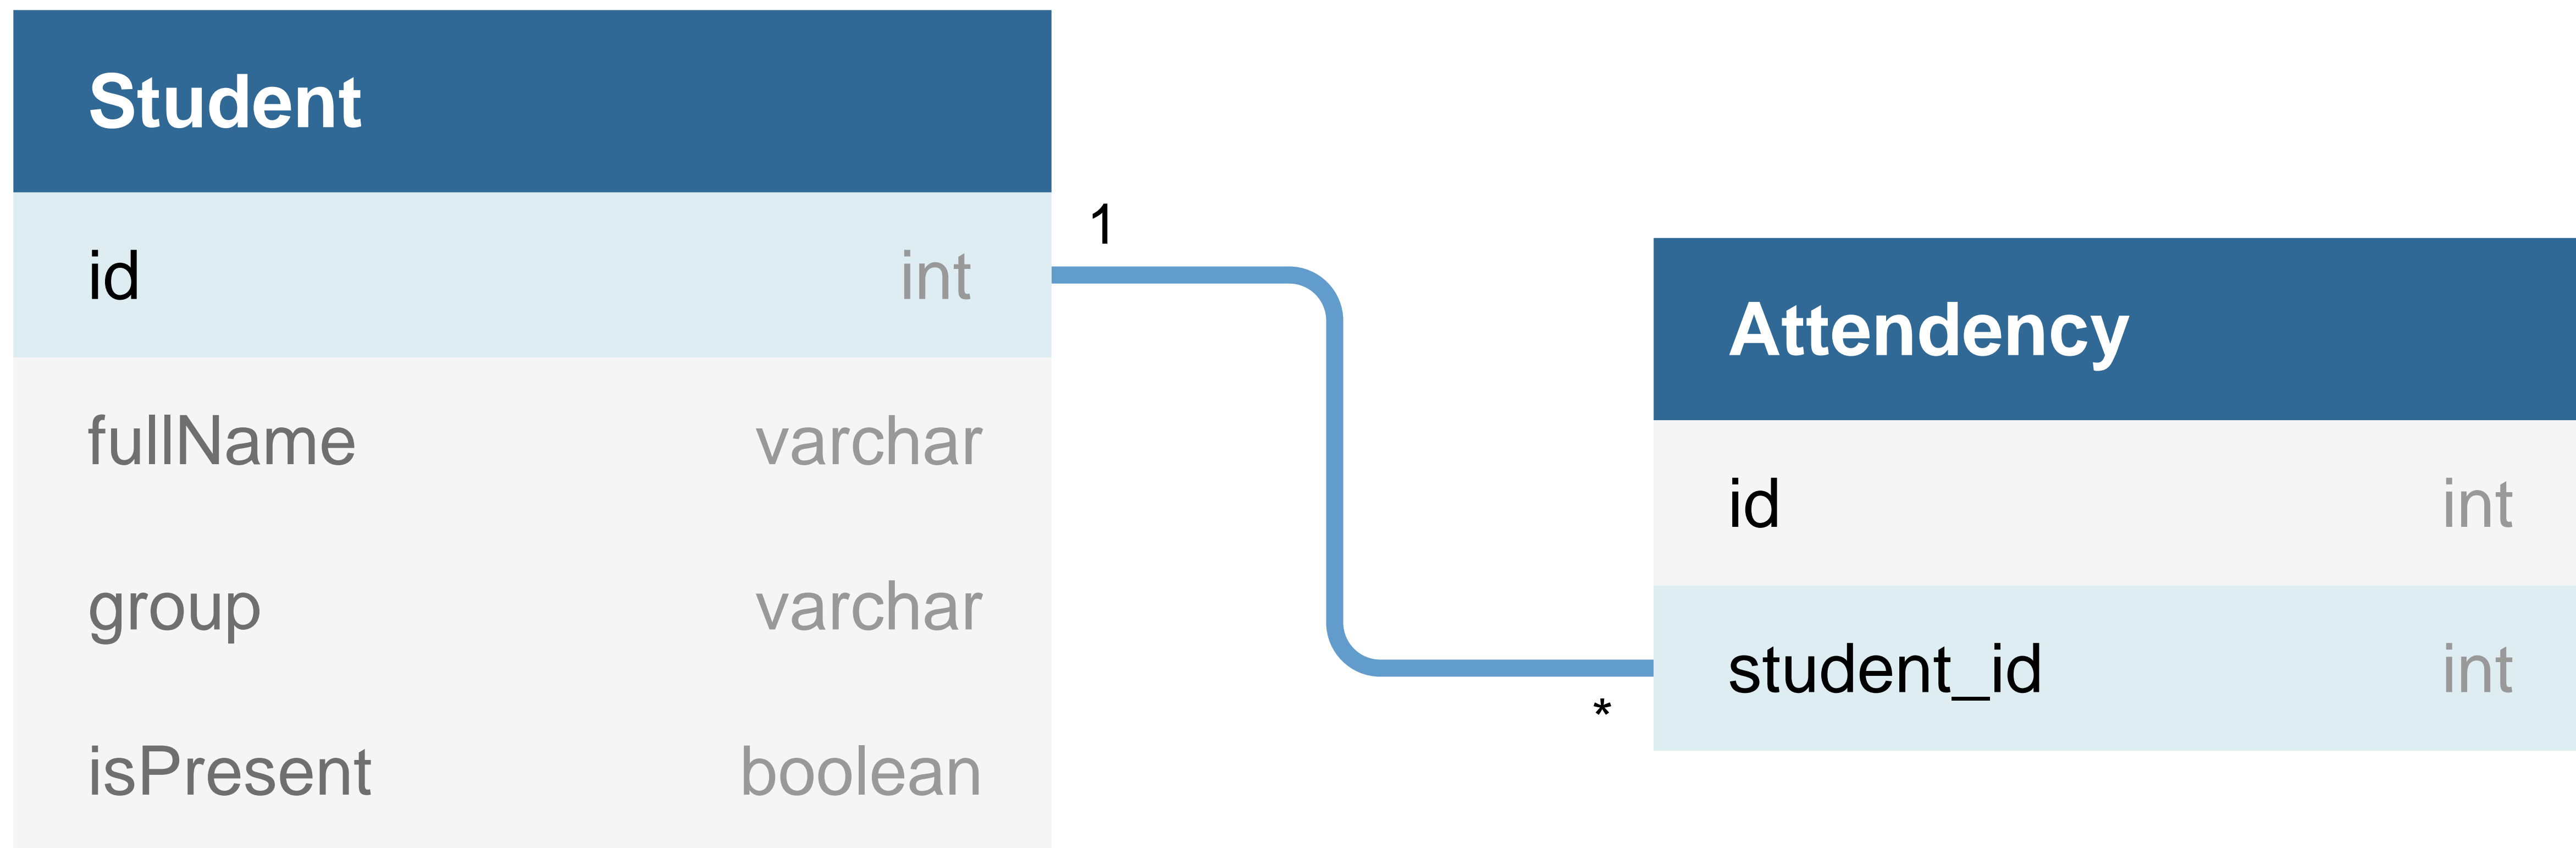 Student
id int
fullName varchar
group varchar
isPresent boolean
1
*
Attendency
id int
student_id int